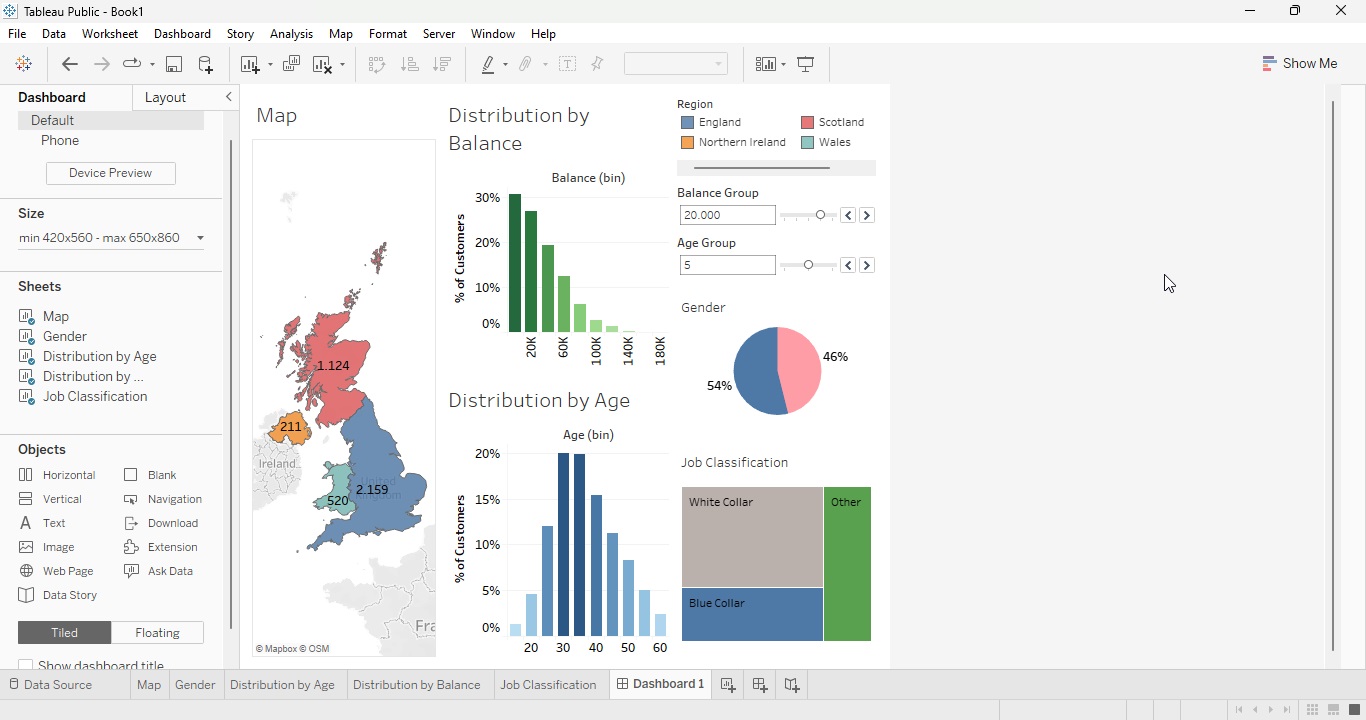 Tableau Public - Book1
File Data Worksheet Dashboard Story Analysis Map Format Server Window Help
Show Me
Dashboard Layout
Default
Phone
Device Preview
Size
min 420x560 - max 650x860
Sheets
Map
Gender
Distribution by Age
Distribution by ...
Job Classification
Objects
Horizontal Blank
Vertical Navigation
Text Download
Image Extension
Web Page Ask Data
Data Story
Tiled Floating
Show dashboard title
Map
1.124
211
Ireland
United Kingdom
2.159
520
Fra
© Mapbox © OSM
Distribution by
Balance
Balance (bin)
% of Customers
30%
20%
10%
0%
20K 60K 100K 140K 180K
Distribution by Age
Age (bin)
% of Customers
20%
15%
10%
5%
0%
20 30 40 50 60
Region
England Scotland
Northern Ireland Wales
Balance Group
20.000
Age Group
5
Gender
46%
54%
Job Classification
White Collar Other
Blue Collar
Data Source Map Gender Distribution by Age Distribution by Balance Job Classification Dashboard 1